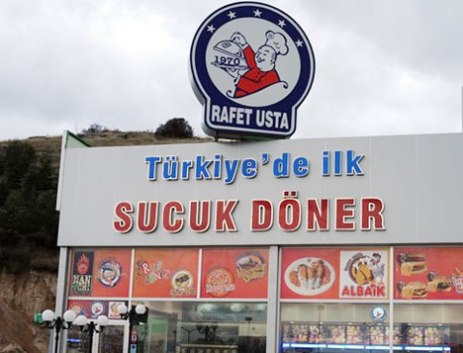 1970
RAFET USTA
Türkiye'de ilk
SUCUK DÖNER
ALBAİK